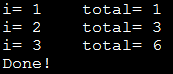 i= 1    total= 1
i= 2    total= 3
i= 3    total= 6
Done!